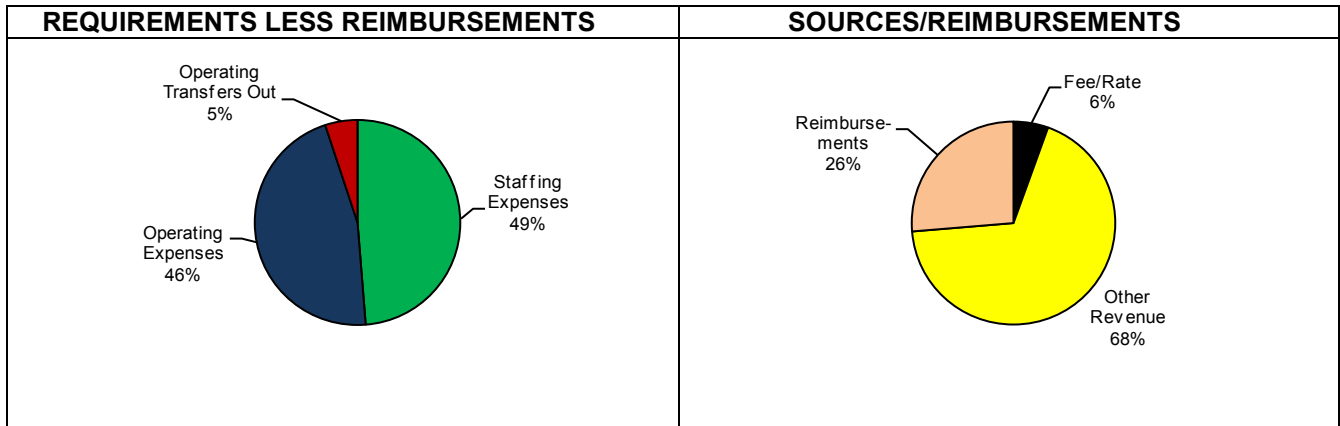 REQUIREMENTS LESS REIMBURSEMENTS
Operating
Transfers Out
5%
Staffing
Expenses
49%
Operating
Expenses
46%
SOURCES/REIMBURSEMENTS
Fee/Rate
6%
Reimburse-
ments
26%
Other
Revenue
68%